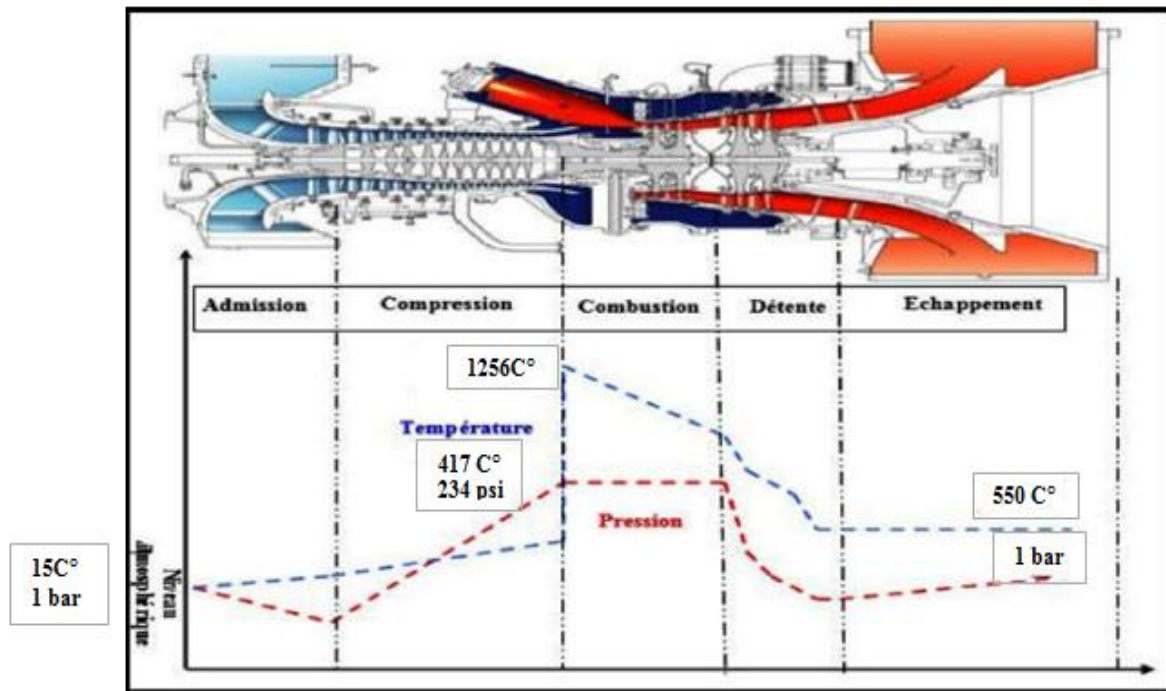 Admission
Compression
Combustion
Détente
Echappement
1256C°
Température
417 C°
234 psi
Pression
550 C°
1 bar
15C°
1 bar
Niveau
Atmosphérique